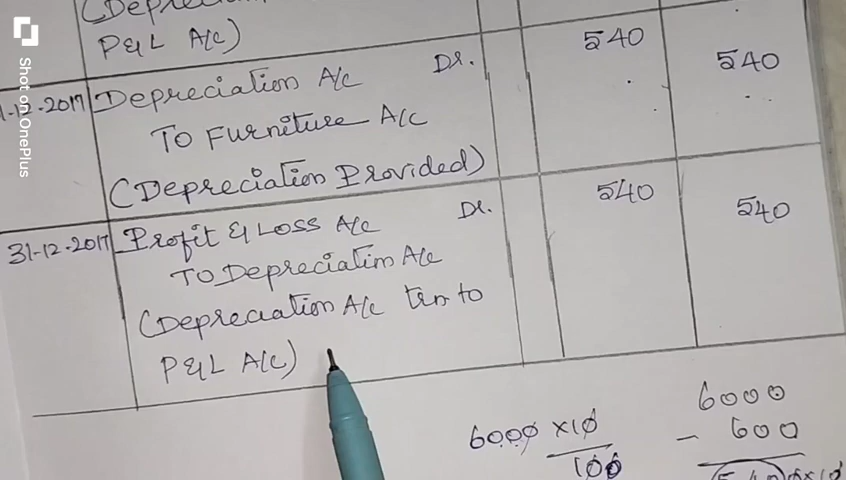 (Deprec
P&L A/c)
540
540
1-12-2017 Depreciation A/c Dr.
To Furniture A/c
(Depreciation Provided)
31-12-2017 Profit & Loss A/c Dr. 540 540
To Depreciation A/c
(Depreciation A/c trn to
P&L A/c)
6000 x 10
100
6000
- 600
Shot on OnePlus